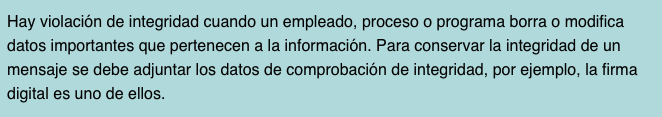 Hay violación de integridad cuando un empleado, proceso o programa borra o modifica
datos importantes que pertenecen a la información. Para conservar la integridad de un
mensaje se debe adjuntar los datos de comprobación de integridad, por ejemplo, la firma
digital es uno de ellos.